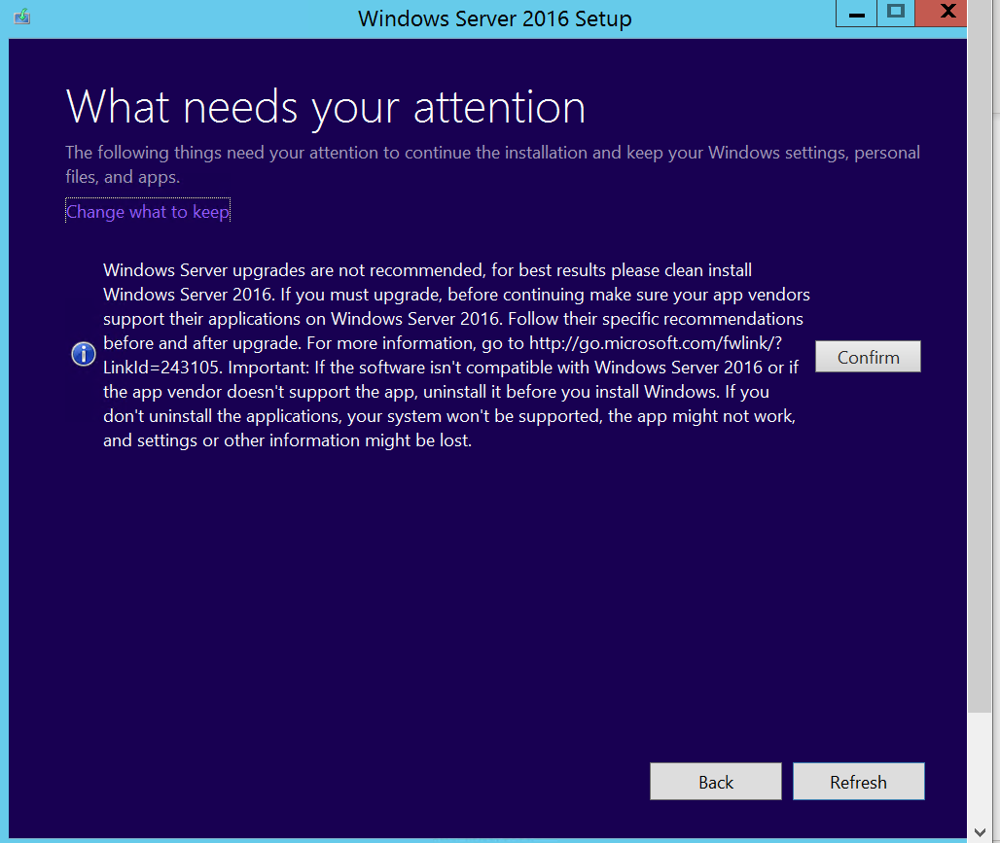 Windows Server 2016 Setup
What needs your attention
The following things need your attention to continue the installation and keep your Windows settings, personal
files, and apps.
Change what to keep
Windows Server upgrades are not recommended, for best results please clean install
Windows Server 2016. If you must upgrade, before continuing make sure your app vendors
support their applications on Windows Server 2016. Follow their specific recommendations
before and after upgrade. For more information, go to http://go.microsoft.com/fwlink/?
LinkId=243105. Important: If the software isn't compatible with Windows Server 2016 or if
the app vendor doesn't support the app, uninstall it before you install Windows. If you
don't uninstall the applications, your system won't be supported, the app might not work,
and settings or other information might be lost.
Confirm
Back
Refresh